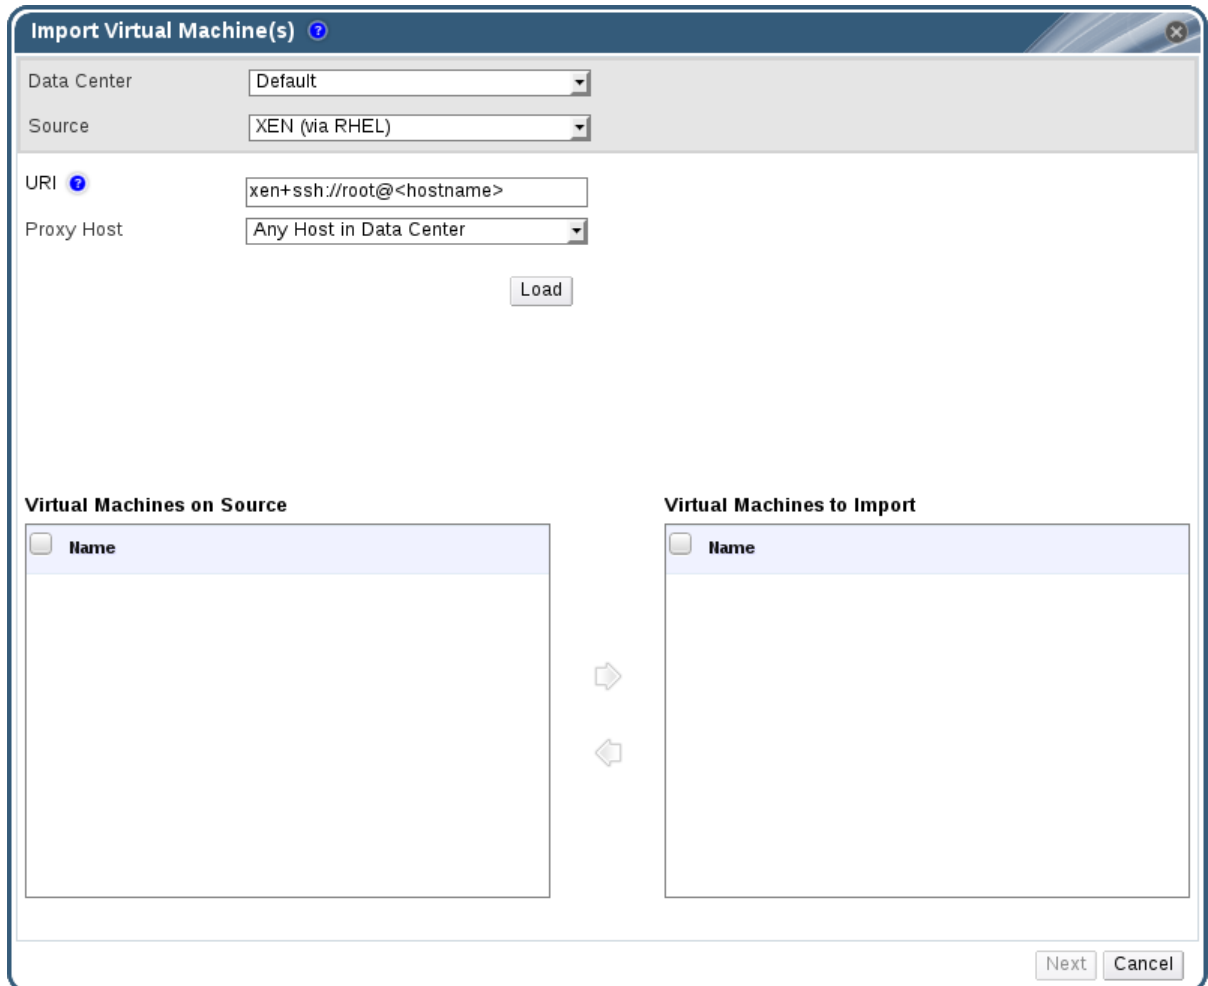 Import Virtual Machine(s) ?
Data Center Default
Source XEN (via RHEL)
URI ? xen+ssh://root@<hostname>
Proxy Host Any Host in Data Center
Load
Virtual Machines on Source Virtual Machines to Import
Name Name
Next Cancel